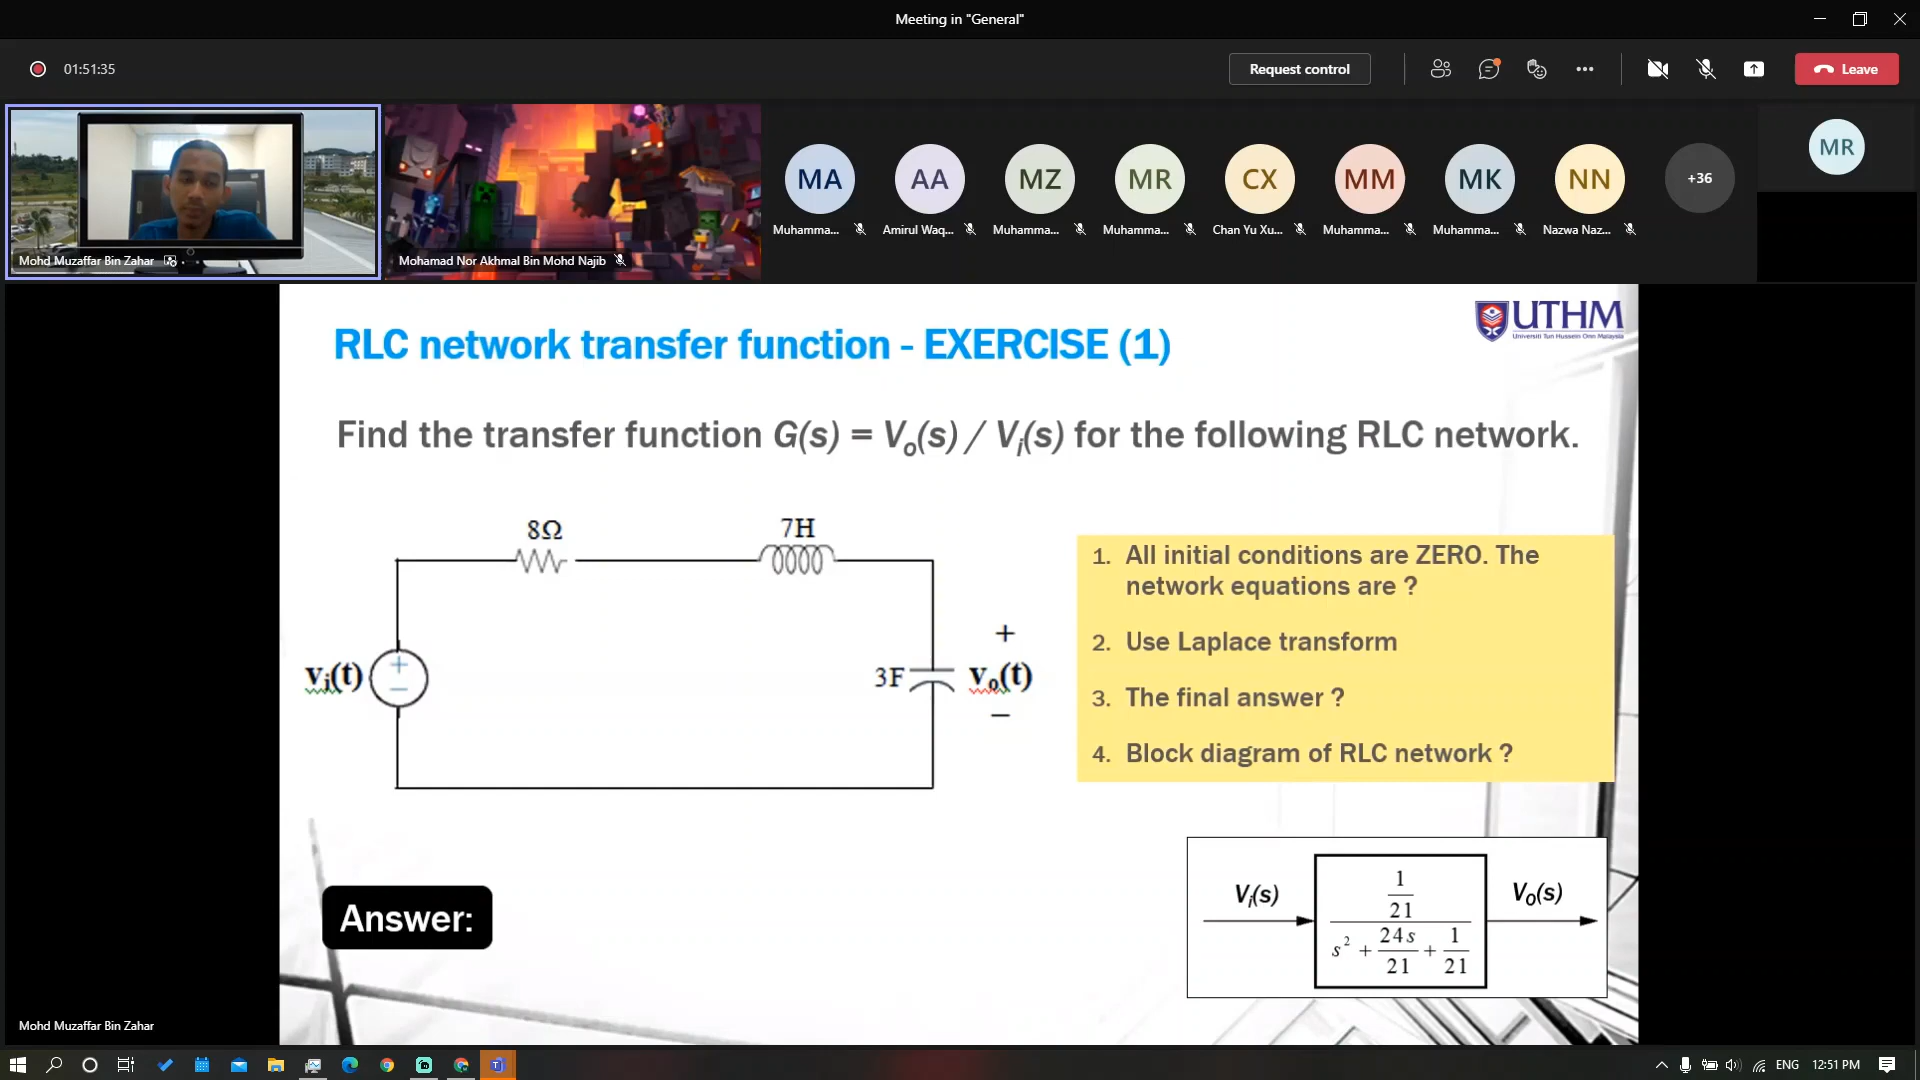 Meeting in "General"
01:51:35
Request control
Leave
MA
AA
MZ
MR
CX
MM
MK
NN
+36
MR
Muhamma...
Amirul Waq...
Muhamma...
Muhamma...
Chan Yu Xu...
Muhamma...
Muhamma...
Nazwa Naz...
Mohd Muzaffar Bin Zahar
Mohamad Nor Akhmal Bin Mohd Najib
UTHM
Universiti Tun Hussein Onn Malaysia
RLC network transfer function - EXERCISE (1)
Find the transfer function G(s) = Vo(s) / Vi(s) for the following RLC network.
8Ω
7H
vi(t)
+
−
3F
+
vo(t)
−
1. All initial conditions are ZERO. The
network equations are ?
2. Use Laplace transform
3. The final answer ?
4. Block diagram of RLC network ?
Answer:
Vi(s)
1
21
s² + 24s/21 + 1/21
Vo(s)
Mohd Muzaffar Bin Zahar
ENG
12:51 PM